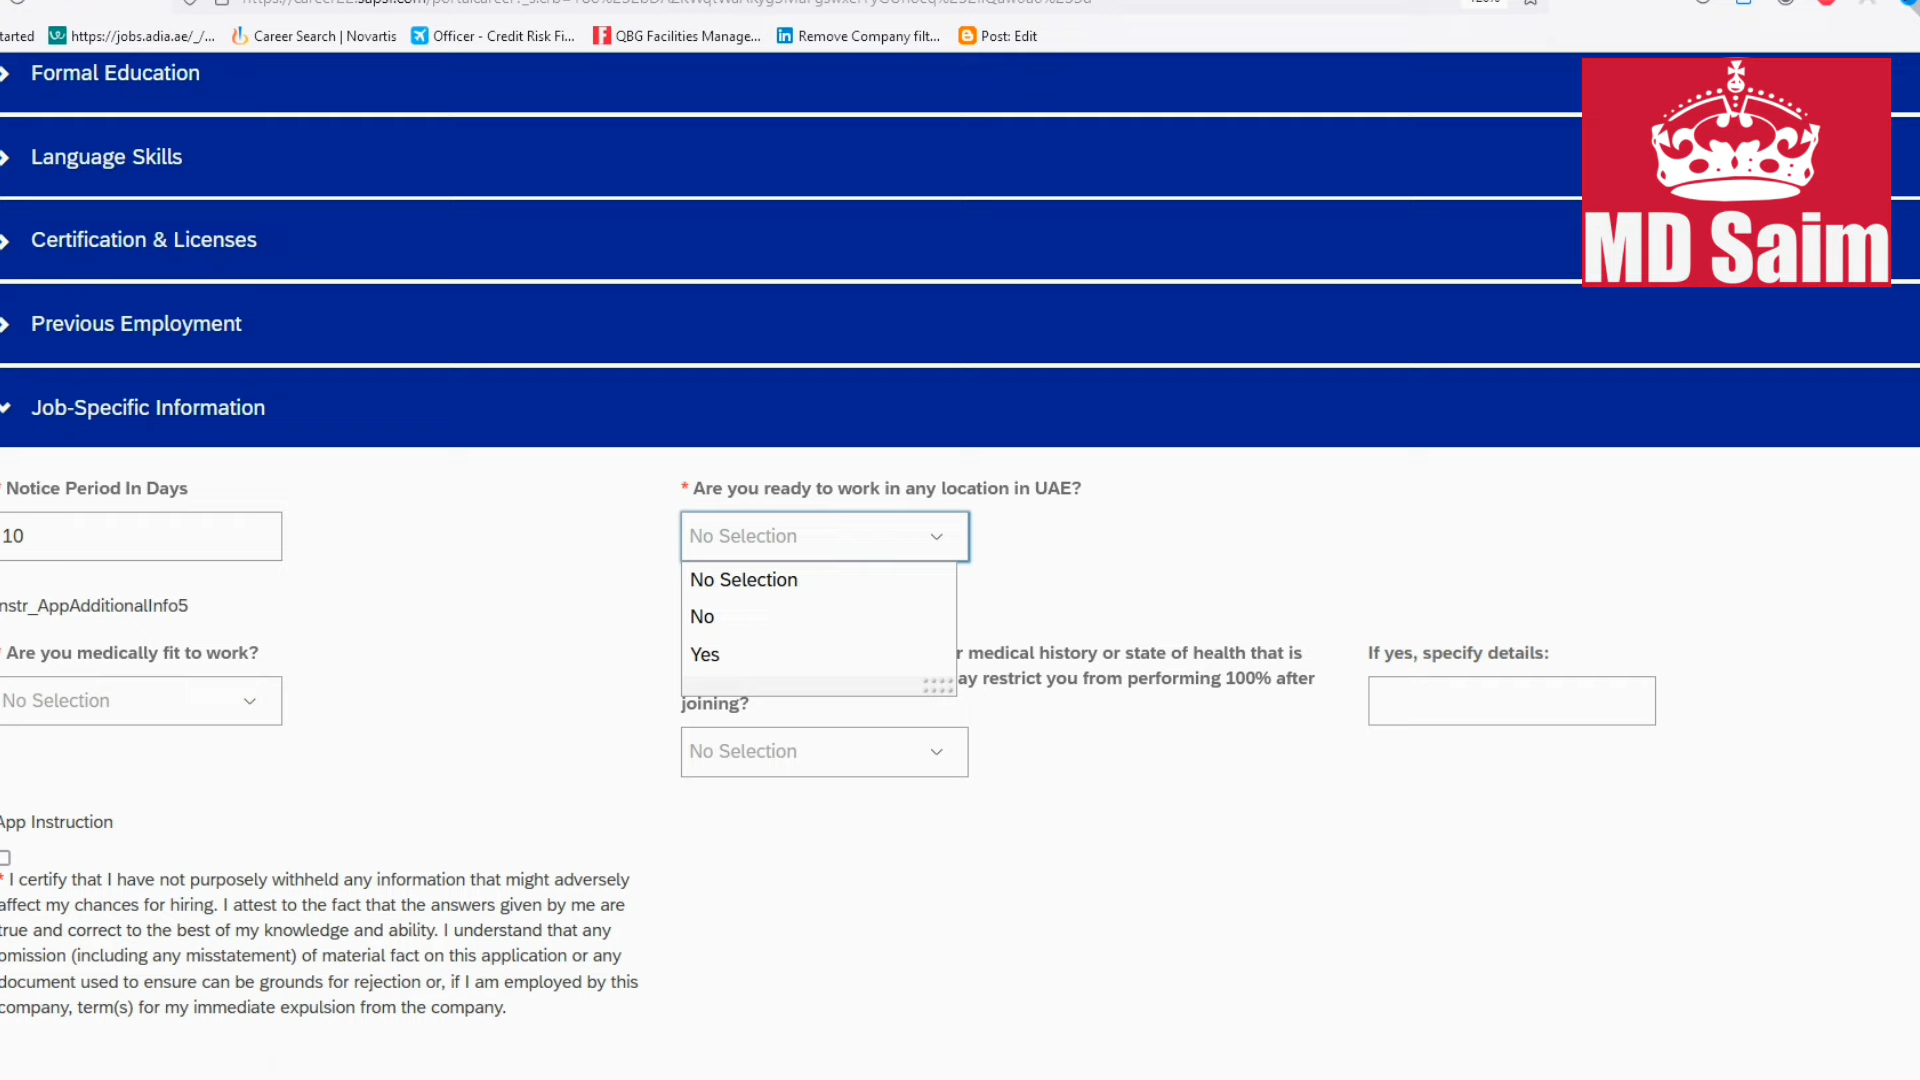 tarted https://jobs.adia.ae/_/... Career Search | Novartis Officer - Credit Risk Fi... QBG Facilities Manage... Remove Company filt... Post: Edit
Formal Education
MD Saim
Language Skills
Certification & Licenses
Previous Employment
Job-Specific Information
* Notice Period In Days
* Are you ready to work in any location in UAE?
10
No Selection
No Selection
No
Yes
nstr_AppAdditionalInfo5
* Are you medically fit to work?
r medical history or state of health that is
ay restrict you from performing 100% after
joining?
If yes, specify details:
No Selection
No Selection
App Instruction
* I certify that I have not purposely withheld any information that might adversely
affect my chances for hiring. I attest to the fact that the answers given by me are
true and correct to the best of my knowledge and ability. I understand that any
omission (including any misstatement) of material fact on this application or any
document used to ensure can be grounds for rejection or, if I am employed by this
company, term(s) for my immediate expulsion from the company.